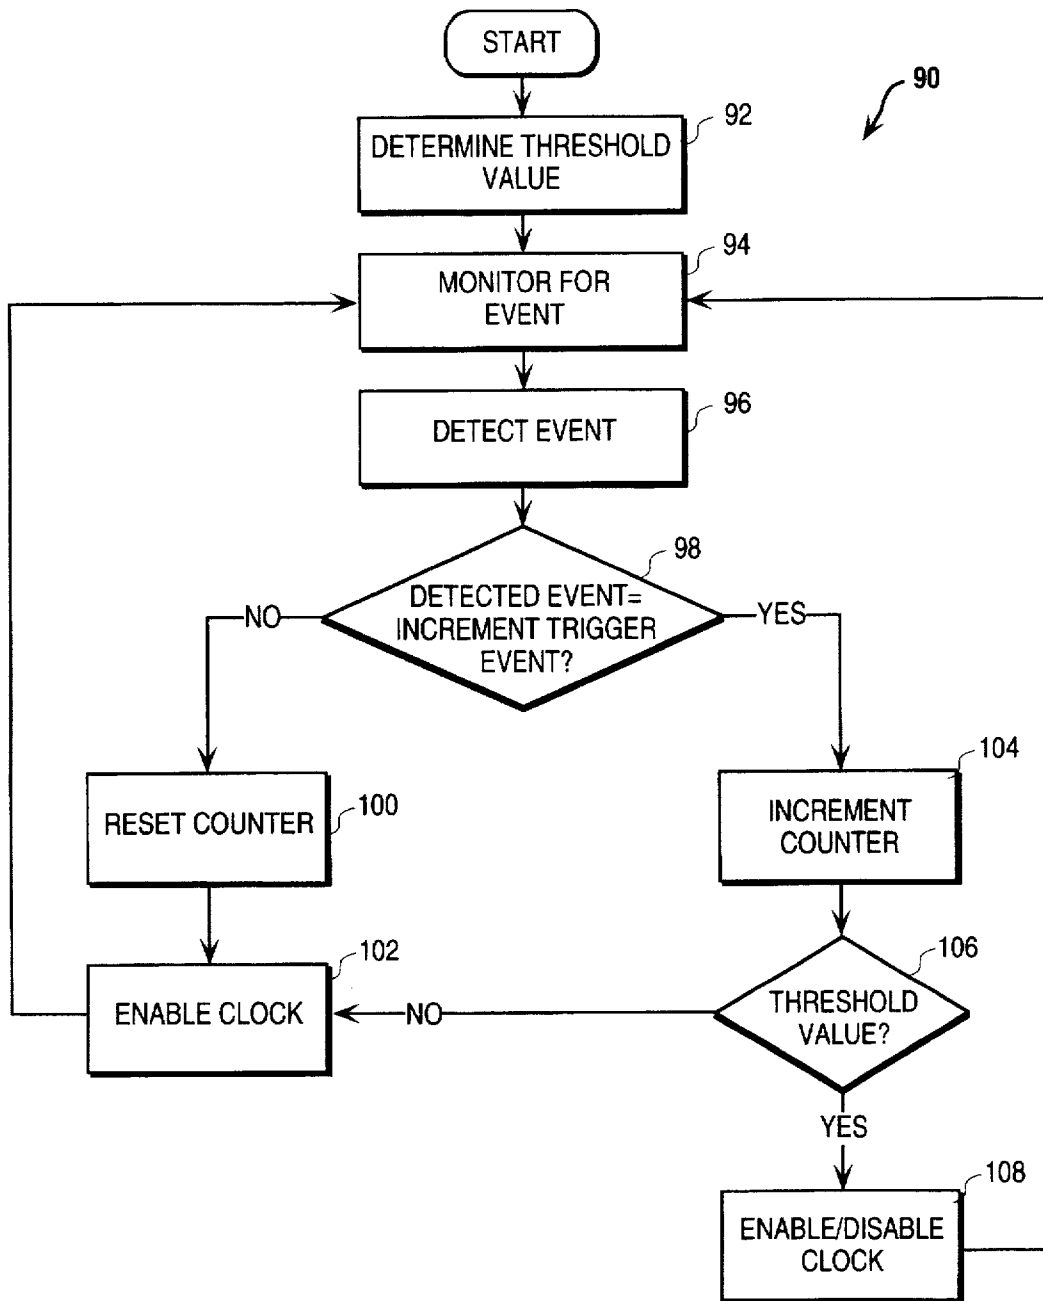 START
90
92
DETERMINE THRESHOLD
VALUE
94
MONITOR FOR
EVENT
96
DETECT EVENT
98
DETECTED EVENT=
INCREMENT TRIGGER
EVENT?
NO
YES
100
RESET COUNTER
104
INCREMENT
COUNTER
102
ENABLE CLOCK
NO
106
THRESHOLD
VALUE?
YES
108
ENABLE/DISABLE
CLOCK